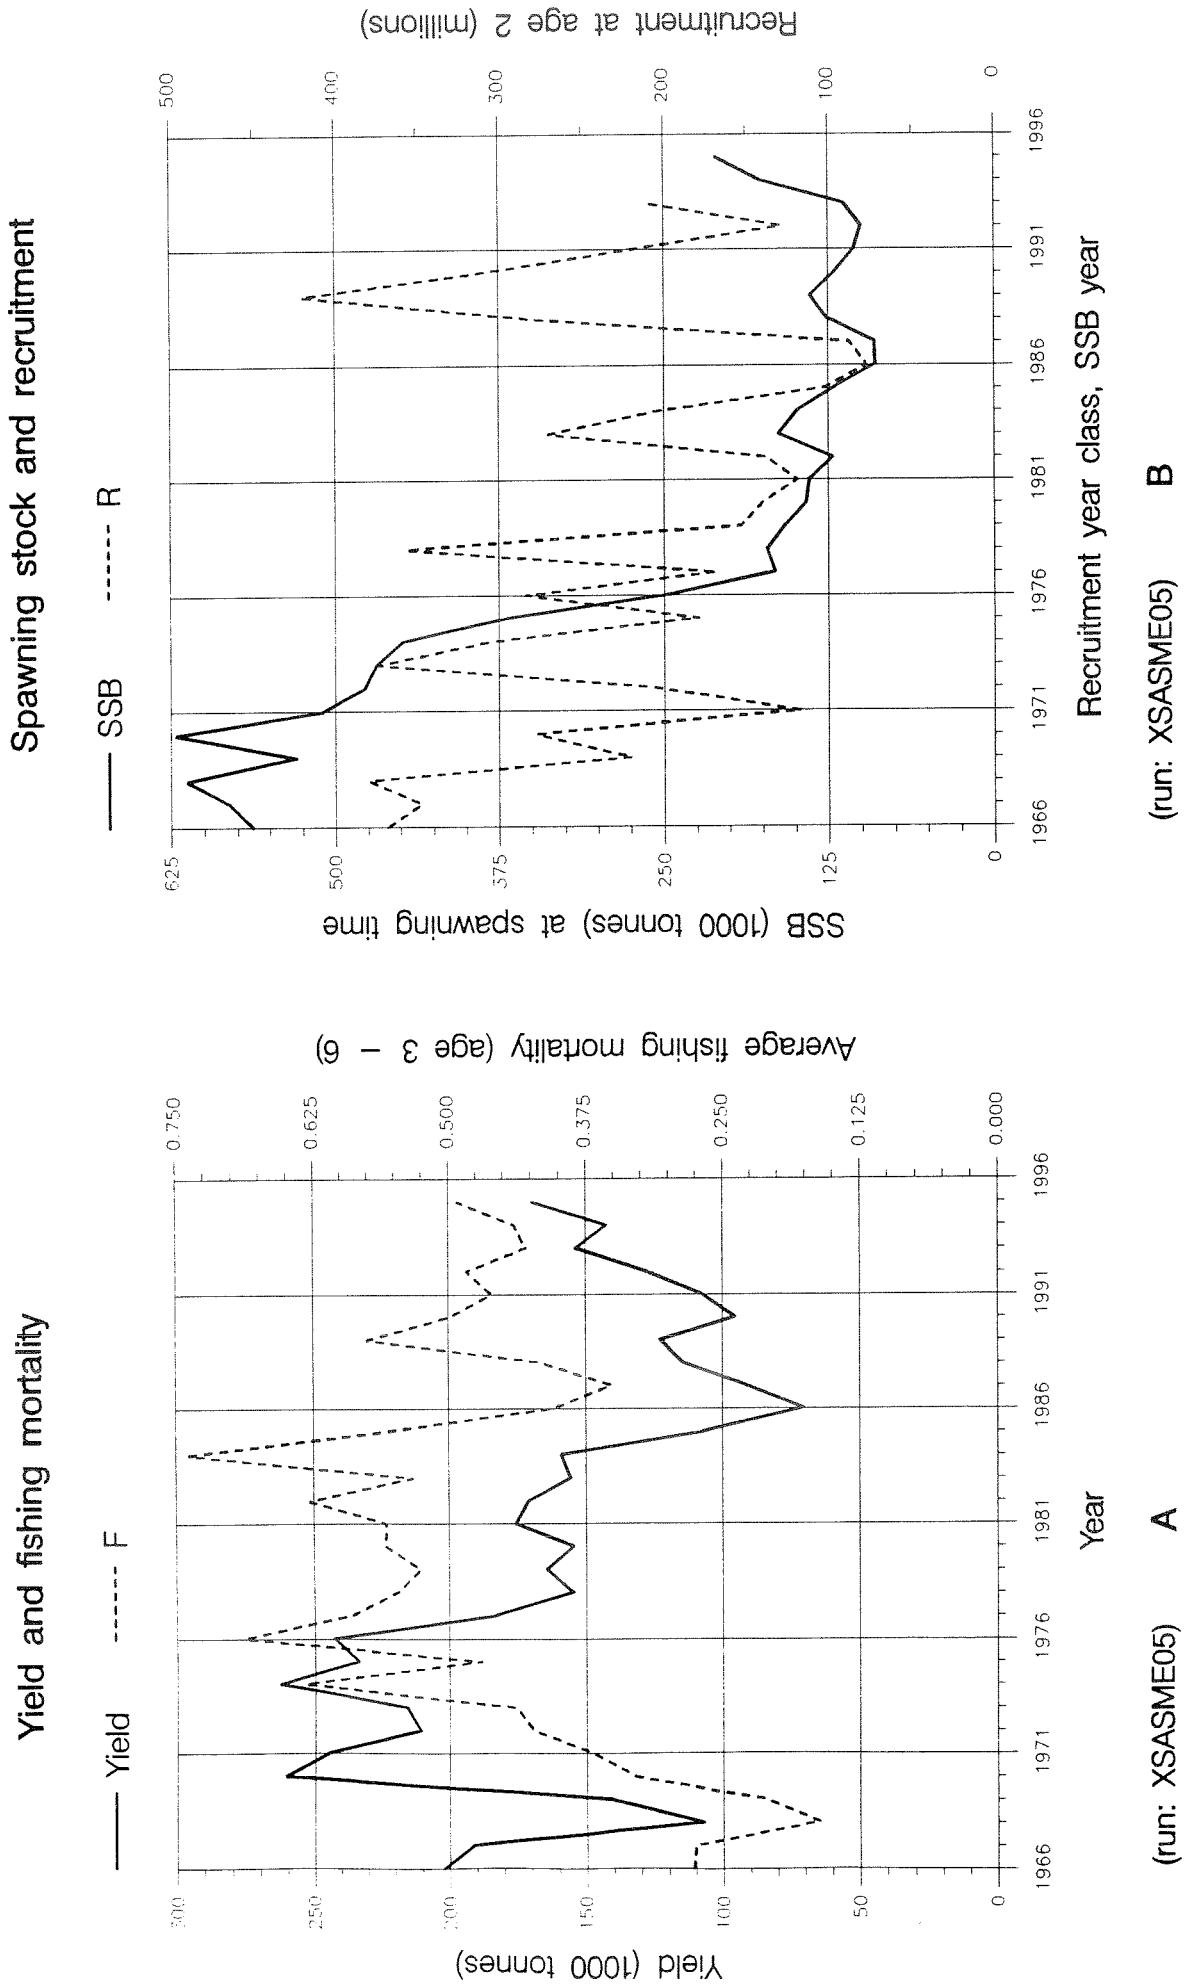 Yield and fishing mortality
Yield F
Yield (1000 tonnes)
300
250
200
150
100
50
0
Average fishing mortality (age 3 – 6)
0.750
0.625
0.500
0.375
0.250
0.125
0.000
1966 1971 1976 1981 1986 1991 1996
Year
(run: XSASME05) A
Spawning stock and recruitment
SSB R
SSB (1000 tonnes) at spawning time
625
500
375
250
125
0
Recruitment at age 2 (millions)
500
400
300
200
100
0
1966 1971 1976 1981 1986 1991 1996
Recruitment year class, SSB year
(run: XSASME05) B